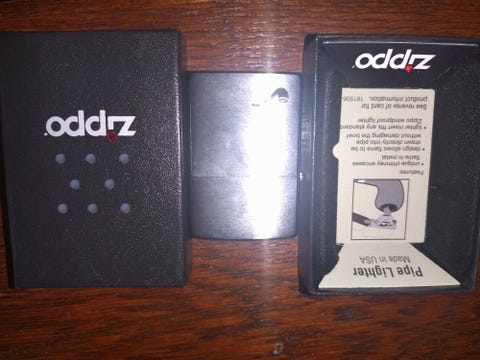 Zippo
Pipe Lighter
Made in USA
Features:
• unique chimney encases
flame in metal
• design allows flame to be
drawn directly into pipe
without damaging the bowl
• lighter insert fits any standard
Zippo windproof lighter
See reverse of card for
product information. 181506
Zippo